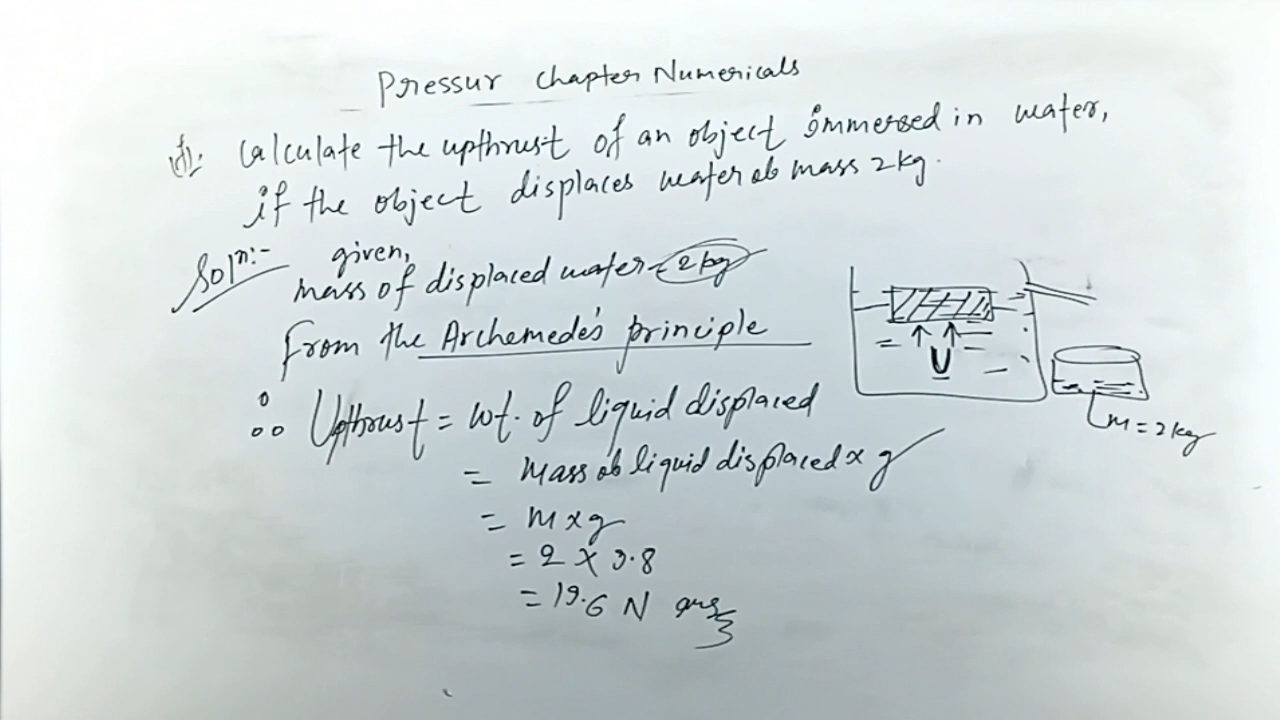 Pressur Chapter Numericals
Q1: Calculate the upthrust of an object immersed in water,
if the object displaces water of mass 2kg.
Soln:- given,
mass of displaced water = 2 kg
from the Archemede's principle
∴ Upthrust = wt. of liquid displaced
= Mass of liquid displaced x g
= m x g
= 2 x 9.8
= 19.6 N ans
U
m = 2kg